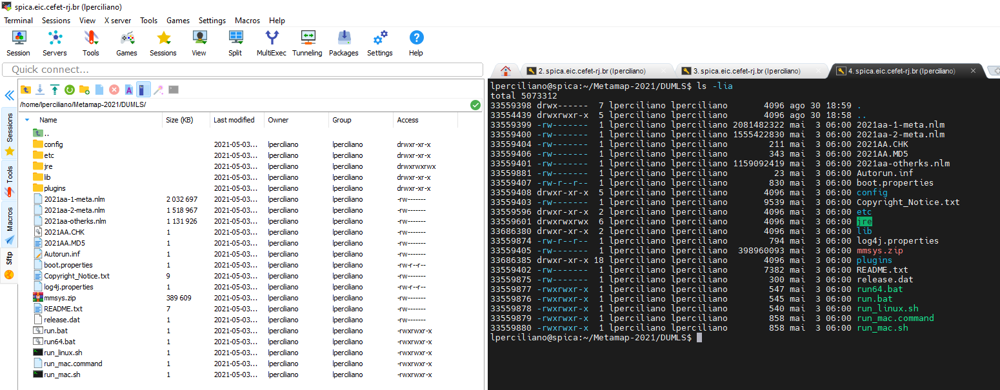 spica.eic.cefet-rj.br (lperciliano)
Terminal Sessions View X server Tools Games Settings Macros Help
Session Servers Tools Games Sessions View Split MultiExec Tunneling Packages Settings Help
Quick connect...
2. spica.eic.cefet-rj.br (lperciliano)
3. spica.eic.cefet-rj.br (lperciliano)
4. spica.eic.cefet-rj.br (lperciliano)
Sessions
Tools
Macros
Sftp
/home/lperciliano/Metamap-2021/DUMLS/
Name Size (KB) Last modified Owner Group Access
..
config 2021-05-03... lperciliano lperciliano drwxr-xr-x
etc 2021-05-03... lperciliano lperciliano drwxr-xr-x
jre 2021-05-03... lperciliano lperciliano drwxrwxrwx
lib 2021-05-03... lperciliano lperciliano drwxr-xr-x
plugins 2021-05-03... lperciliano lperciliano drwxr-xr-x
2021aa-1-meta.nlm 2 032 697 2021-05-03... lperciliano lperciliano -rw-------
2021aa-2-meta.nlm 1 518 967 2021-05-03... lperciliano lperciliano -rw-------
2021aa-otherks.nlm 1 131 926 2021-05-03... lperciliano lperciliano -rw-------
2021AA.CHK 1 2021-05-03... lperciliano lperciliano -rw-------
2021AA.MD5 1 2021-05-03... lperciliano lperciliano -rw-------
Autorun.inf 1 2021-05-03... lperciliano lperciliano -rw-------
boot.properties 1 2021-05-03... lperciliano lperciliano -rw-r--r--
Copyright_Notice.txt 9 2021-05-03... lperciliano lperciliano -rw-------
log4j.properties 1 2021-05-03... lperciliano lperciliano -rw-r--r--
mmsys.zip 389 609 2021-05-03... lperciliano lperciliano -rw-------
README.txt 7 2021-05-03... lperciliano lperciliano -rw-------
release.dat 1 2021-05-03... lperciliano lperciliano -rw-------
run.bat 1 2021-05-03... lperciliano lperciliano -rwxrwxr-x
run64.bat 1 2021-05-03... lperciliano lperciliano -rwxrwxr-x
run_linux.sh 1 2021-05-03... lperciliano lperciliano -rwxrwxr-x
run_mac.command 1 2021-05-03... lperciliano lperciliano -rwxrwxr-x
run_mac.sh 1 2021-05-03... lperciliano lperciliano -rwxrwxr-x
lperciliano@spica:~/Metamap-2021/DUMLS$ ls -lia
total 5073312
33559398 drwx------ 7 lperciliano lperciliano 4096 ago 30 18:59 .
33554439 drwxrwxr-x 5 lperciliano lperciliano 4096 ago 30 18:58 ..
33559399 -rw------- 1 lperciliano lperciliano 2081482322 mai 3 06:00 2021aa-1-meta.nlm
33559400 -rw------- 1 lperciliano lperciliano 1555422830 mai 3 06:00 2021aa-2-meta.nlm
33559404 -rw------- 1 lperciliano lperciliano 211 mai 3 06:00 2021AA.CHK
33559406 -rw------- 1 lperciliano lperciliano 343 mai 3 06:00 2021AA.MD5
33559401 -rw------- 1 lperciliano lperciliano 1159092419 mai 3 06:00 2021aa-otherks.nlm
33559881 -rw------- 1 lperciliano lperciliano 23 mai 3 06:00 Autorun.inf
33559407 -rw-r--r-- 1 lperciliano lperciliano 830 mai 3 06:00 boot.properties
33559408 drwxr-xr-x 5 lperciliano lperciliano 4096 mai 3 06:00 config
33559403 -rw------- 1 lperciliano lperciliano 9539 mai 3 06:00 Copyright_Notice.txt
33559596 drwxr-xr-x 2 lperciliano lperciliano 4096 mai 3 06:00 etc
33559601 drwxrwxrwx 6 lperciliano lperciliano 4096 mai 3 06:00 jre
33686380 drwxr-xr-x 2 lperciliano lperciliano 4096 mai 3 06:00 lib
33559874 -rw-r--r-- 1 lperciliano lperciliano 794 mai 3 06:00 log4j.properties
33559405 -rw------- 1 lperciliano lperciliano 398960093 mai 3 06:00 mmsys.zip
33686385 drwxr-xr-x 18 lperciliano lperciliano 4096 mai 3 06:00 plugins
33559402 -rw------- 1 lperciliano lperciliano 7382 mai 3 06:00 README.txt
33559875 -rw------- 1 lperciliano lperciliano 300 mai 3 06:00 release.dat
33559877 -rwxrwxr-x 1 lperciliano lperciliano 547 mai 3 06:00 run64.bat
33559876 -rwxrwxr-x 1 lperciliano lperciliano 545 mai 3 06:00 run.bat
33559878 -rwxrwxr-x 1 lperciliano lperciliano 540 mai 3 06:00 run_linux.sh
33559879 -rwxrwxr-x 1 lperciliano lperciliano 858 mai 3 06:00 run_mac.command
33559880 -rwxrwxr-x 1 lperciliano lperciliano 858 mai 3 06:00 run_mac.sh
lperciliano@spica:~/Metamap-2021/DUMLS$